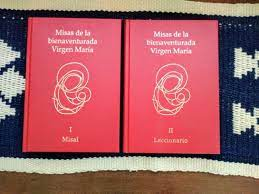 Misas de la
bienaventurada
Virgen María
I
Misal
Misas de la
bienaventurada
Virgen María
II
Leccionario